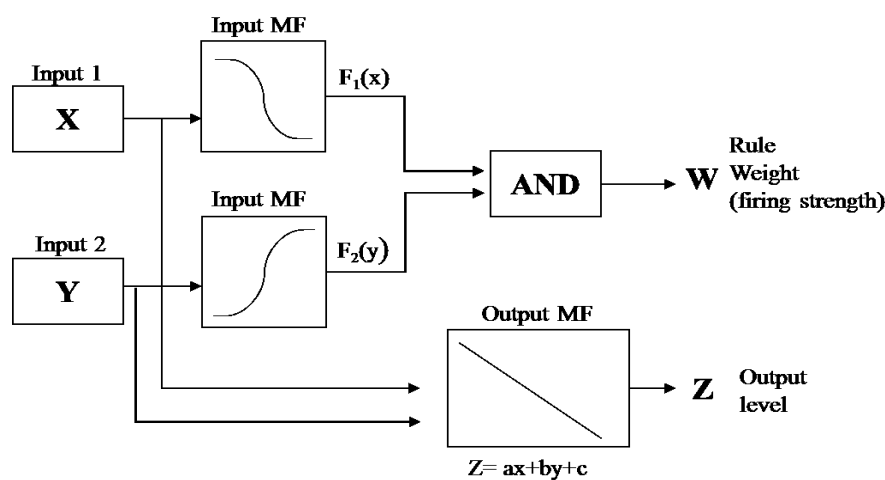 Input MF
Input 1
X
F₁(x)
AND
W
Rule
Weight
(firing strength)
Input MF
Input 2
Y
F₂(y)
Output MF
Z
Output
level
Z= ax+by+c